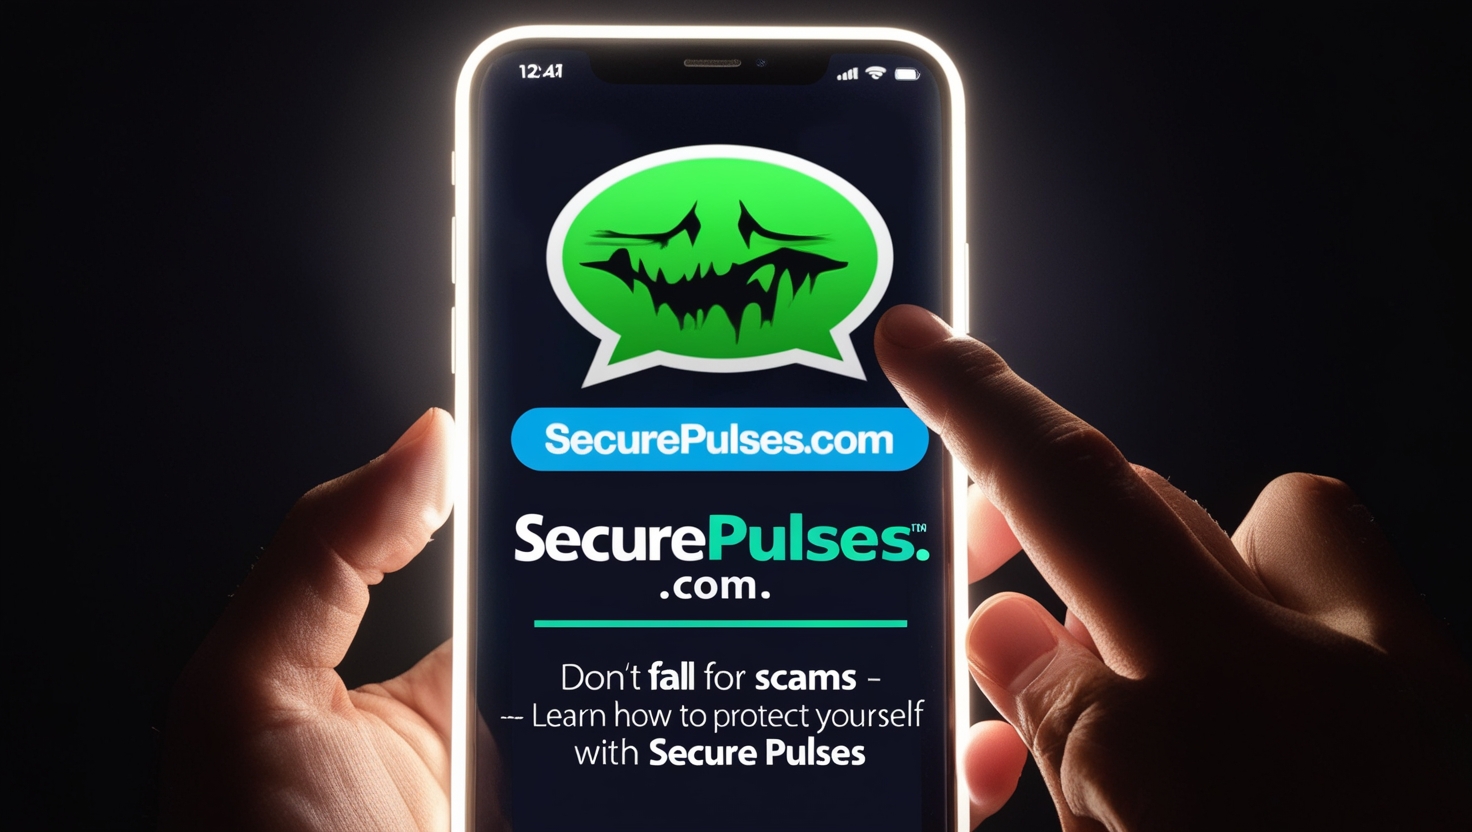 12:41
SecurePulses.com
SecurePulses.™
.com.
Don't fall for scams -
-- Learn how to protect yourself
with Secure Pulses